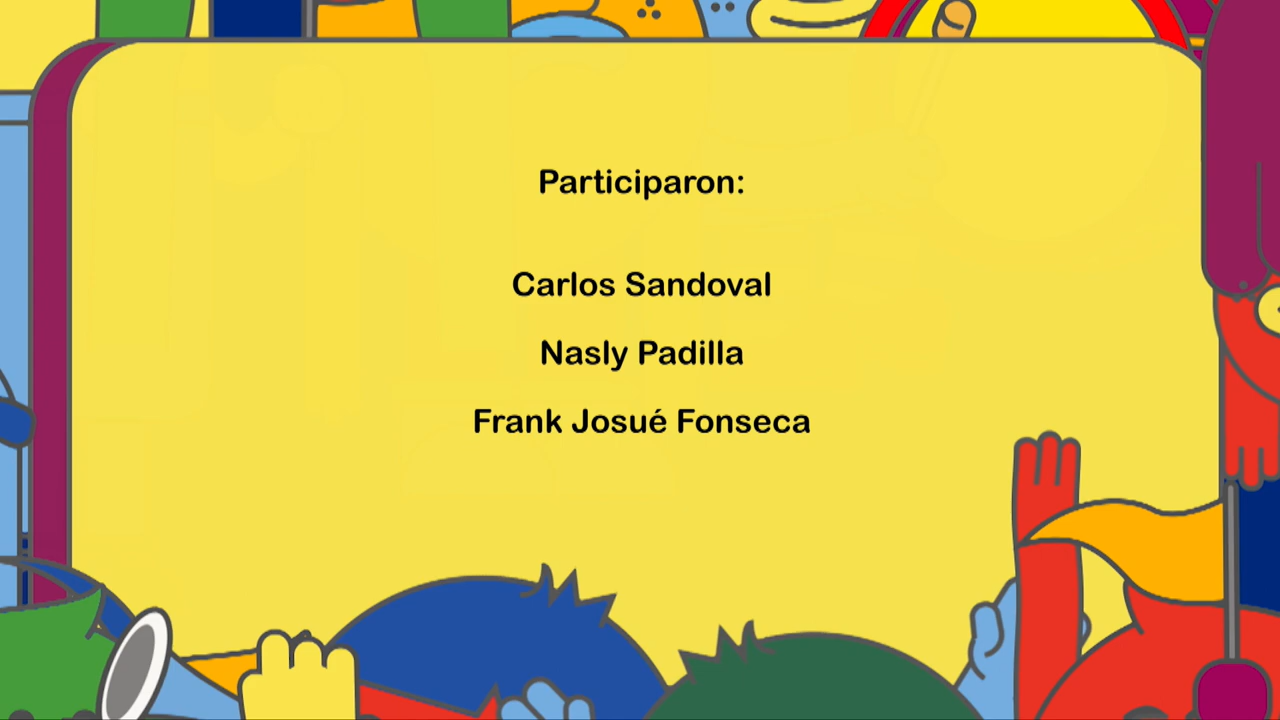 Participaron:
Carlos Sandoval
Nasly Padilla
Frank Josué Fonseca